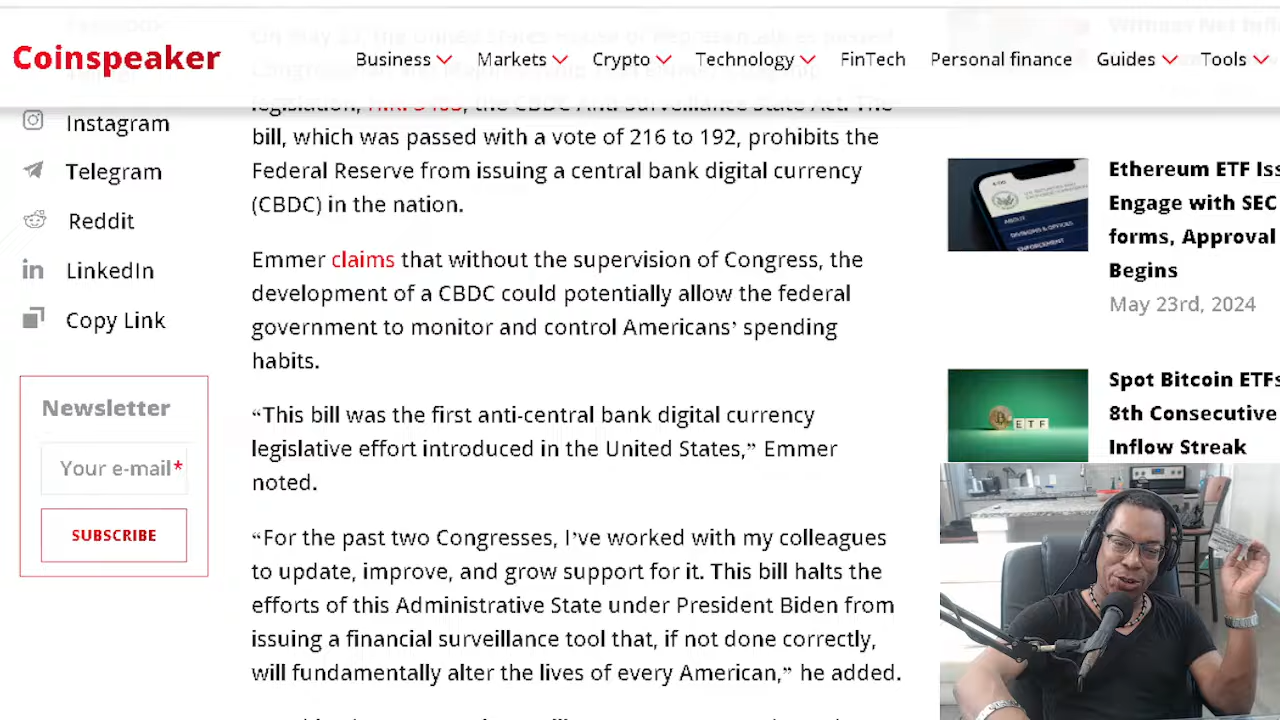 Coinspeaker
Business
Markets
Crypto
Technology
FinTech
Personal finance
Guides
Tools
Instagram
Telegram
Reddit
LinkedIn
Copy Link
Newsletter
Your e-mail*
SUBSCRIBE
legislation, H.R. 5403, the CBDC Anti-Surveillance State Act. The
bill, which was passed with a vote of 216 to 192, prohibits the
Federal Reserve from issuing a central bank digital currency
(CBDC) in the nation.
Emmer claims that without the supervision of Congress, the
development of a CBDC could potentially allow the federal
government to monitor and control Americans’ spending
habits.
“This bill was the first anti-central bank digital currency
legislative effort introduced in the United States,” Emmer
noted.
“For the past two Congresses, I’ve worked with my colleagues
to update, improve, and grow support for it. This bill halts the
efforts of this Administrative State under President Biden from
issuing a financial surveillance tool that, if not done correctly,
will fundamentally alter the lives of every American,” he added.
ABOUT
DIVISIONS & OFFICES
ENFORCEMENT
Ethereum ETF Iss
Engage with SEC
forms, Approval
Begins
May 23rd, 2024
ETF
Spot Bitcoin ETFs
8th Consecutive
Inflow Streak